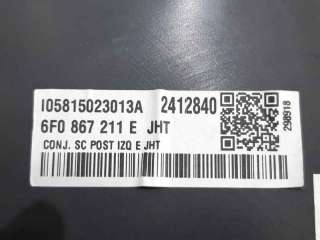 I05815023013A 2412840
6F0 867 211 E JHT
CONJ. SC POST IZQ E JHT
298918